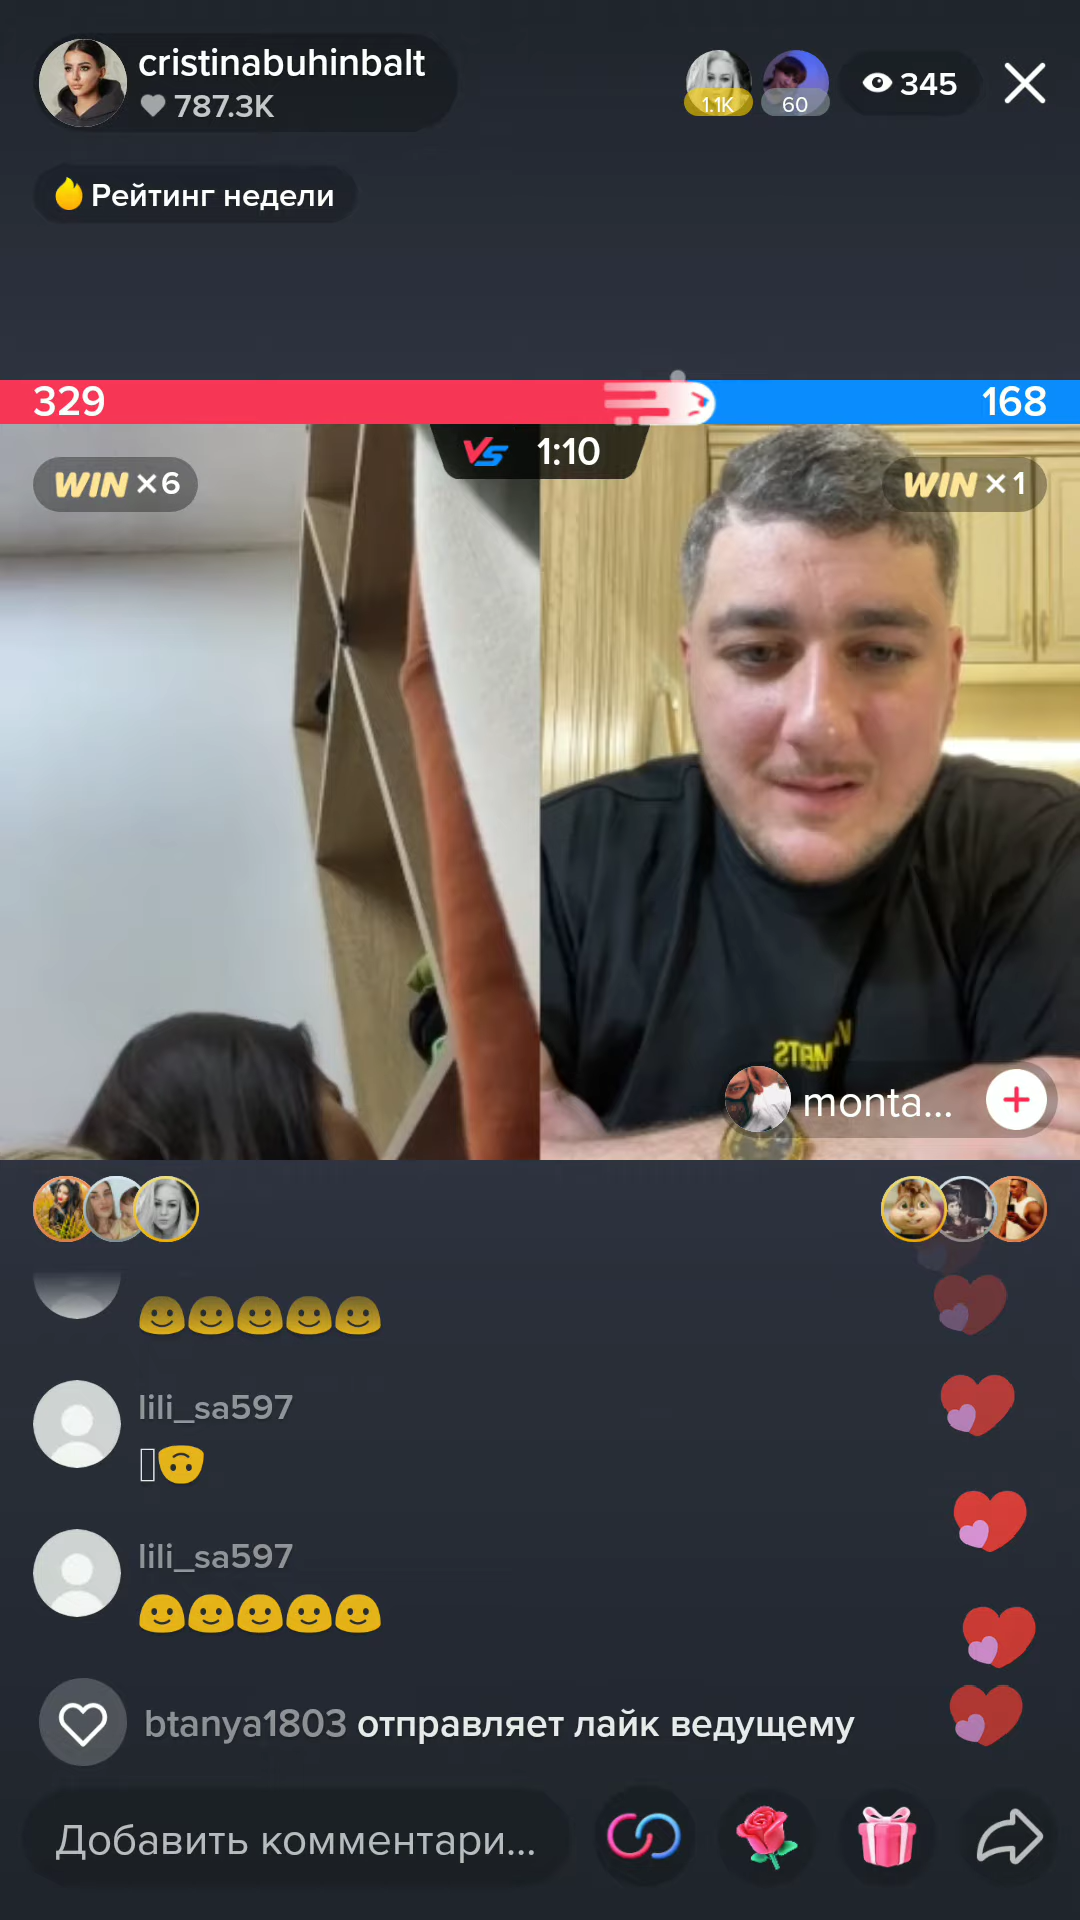 cristinabuhinbalt
787.3K
1.1K
60
345
Рейтинг недели
329
168
VS 1:10
WIN ×6
WIN ×1
monta...
lili_sa597
lili_sa597
btanya1803 отправляет лайк ведущему
Добавить комментари...